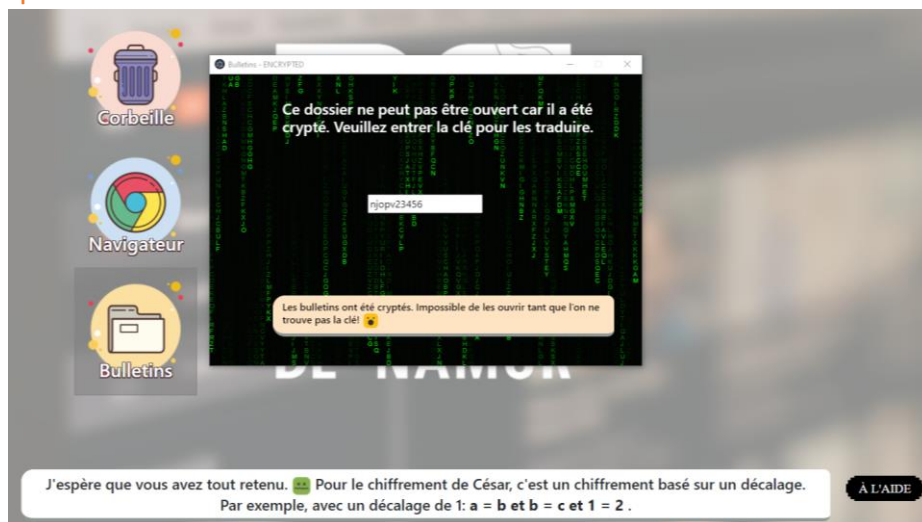 Bulletins - ENCRYPTED
Corbeille
Ce dossier ne peut pas être ouvert car il a été
crypté. Veuillez entrer la clé pour les traduire.
njopv23456
Navigateur
Les bulletins ont été cryptés. Impossible de les ouvrir tant que l'on ne
trouve pas la clé!
Bulletins
DE NAMUR
J'espère que vous avez tout retenu. Pour le chiffrement de César, c'est un chiffrement basé sur un décalage.
Par exemple, avec un décalage de 1: a = b et b = c et 1 = 2 .
À L'AIDE